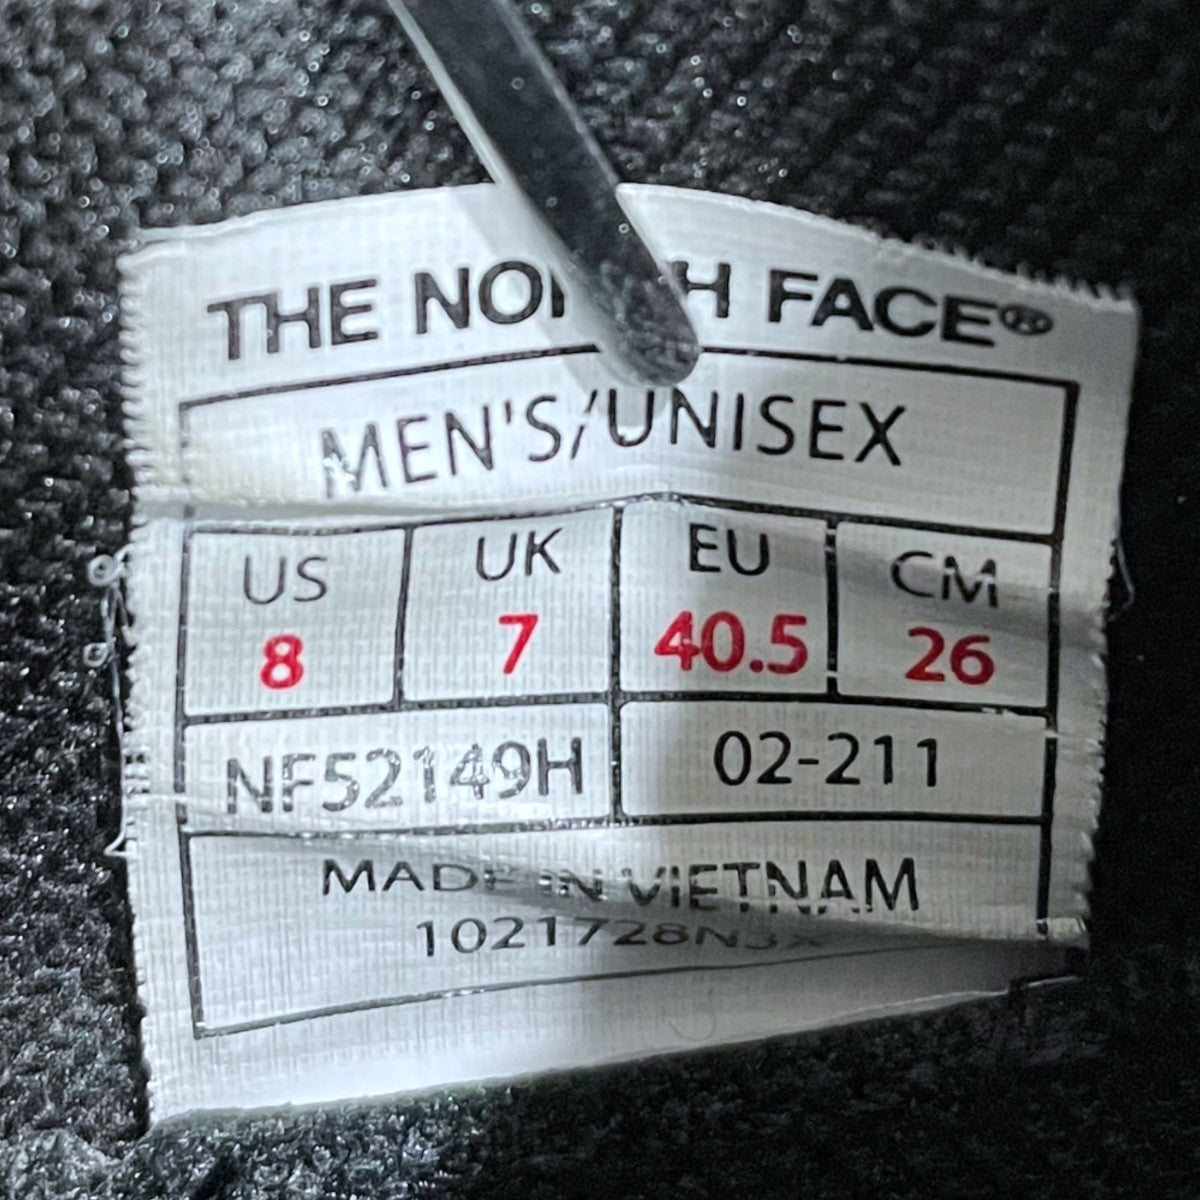 THE NORTH FACE®
MEN'S/UNISEX
US UK EU CM
8 7 40.5 26
NF52149H 02-211
MADE IN VIETNAM